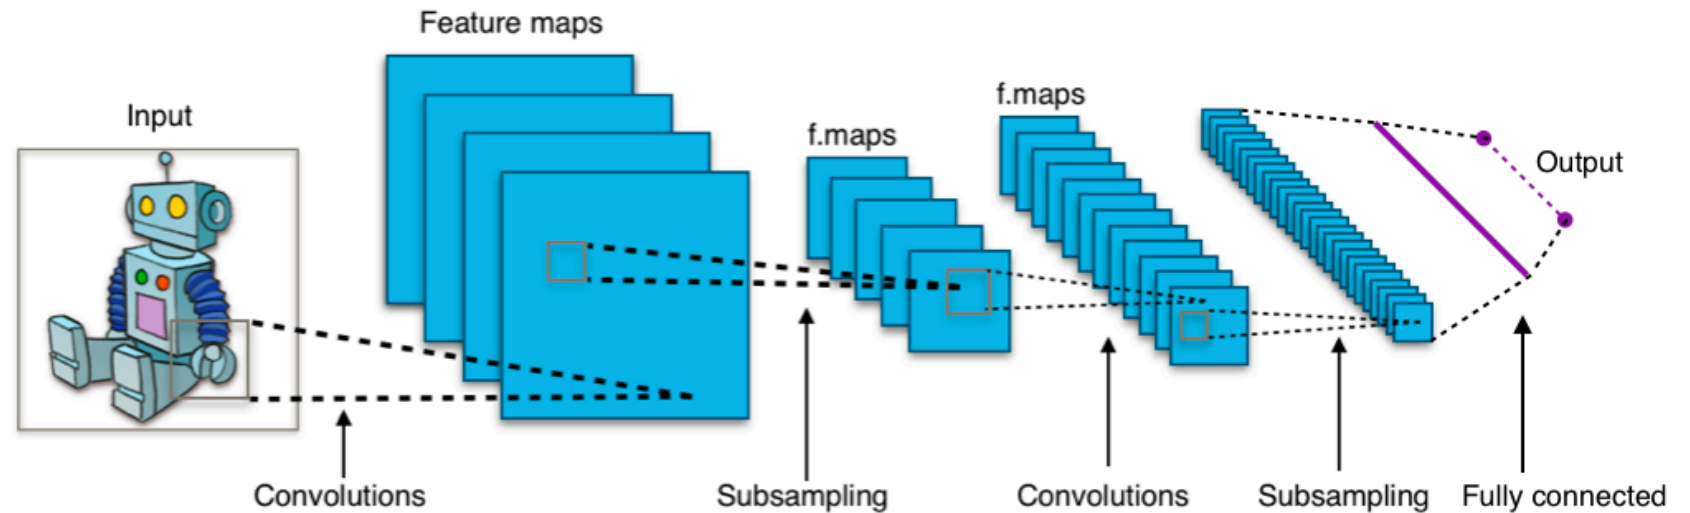 Feature maps
Input
f.maps
f.maps
Output
Convolutions
Subsampling
Convolutions
Subsampling
Fully connected